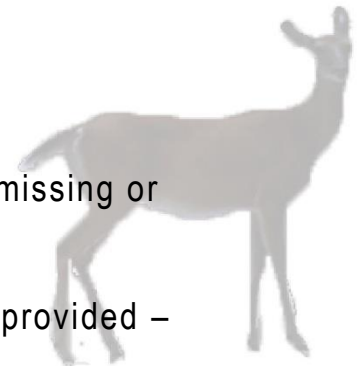 missing or
provided –